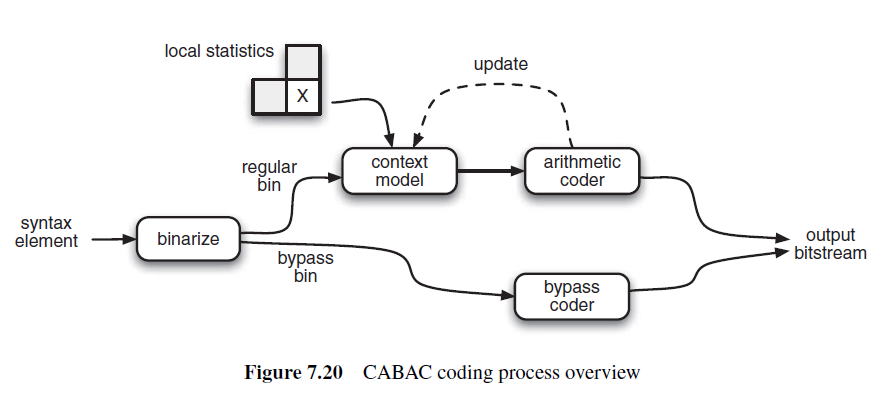 local statistics
X
update
regular
bin
context
model
arithmetic
coder
syntax
element
binarize
bypass
bin
output
bitstream
bypass
coder
Figure 7.20 CABAC coding process overview